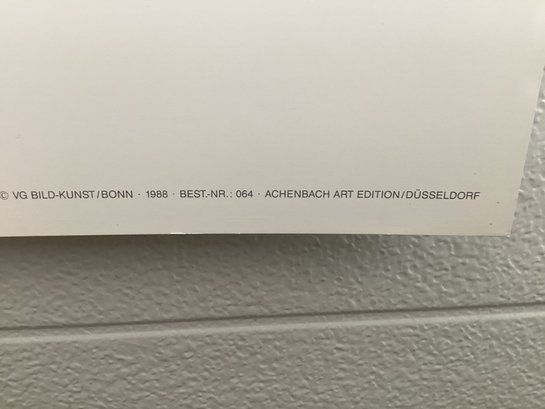 © VG BILD-KUNST/BONN · 1988 · BEST.-NR.: 064 · ACHENBACH ART EDITION/DÜSSELDORF